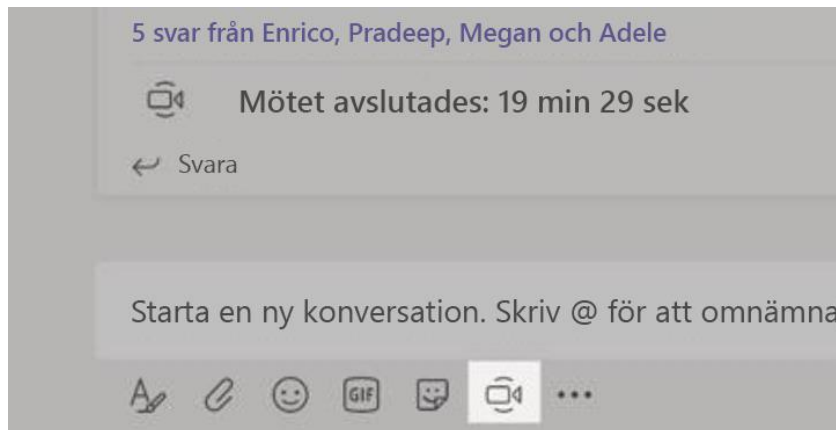 5 svar från Enrico, Pradeep, Megan och Adele
Mötet avslutades: 19 min 29 sek
Svara
Starta en ny konversation. Skriv @ för att omnämna
GIF